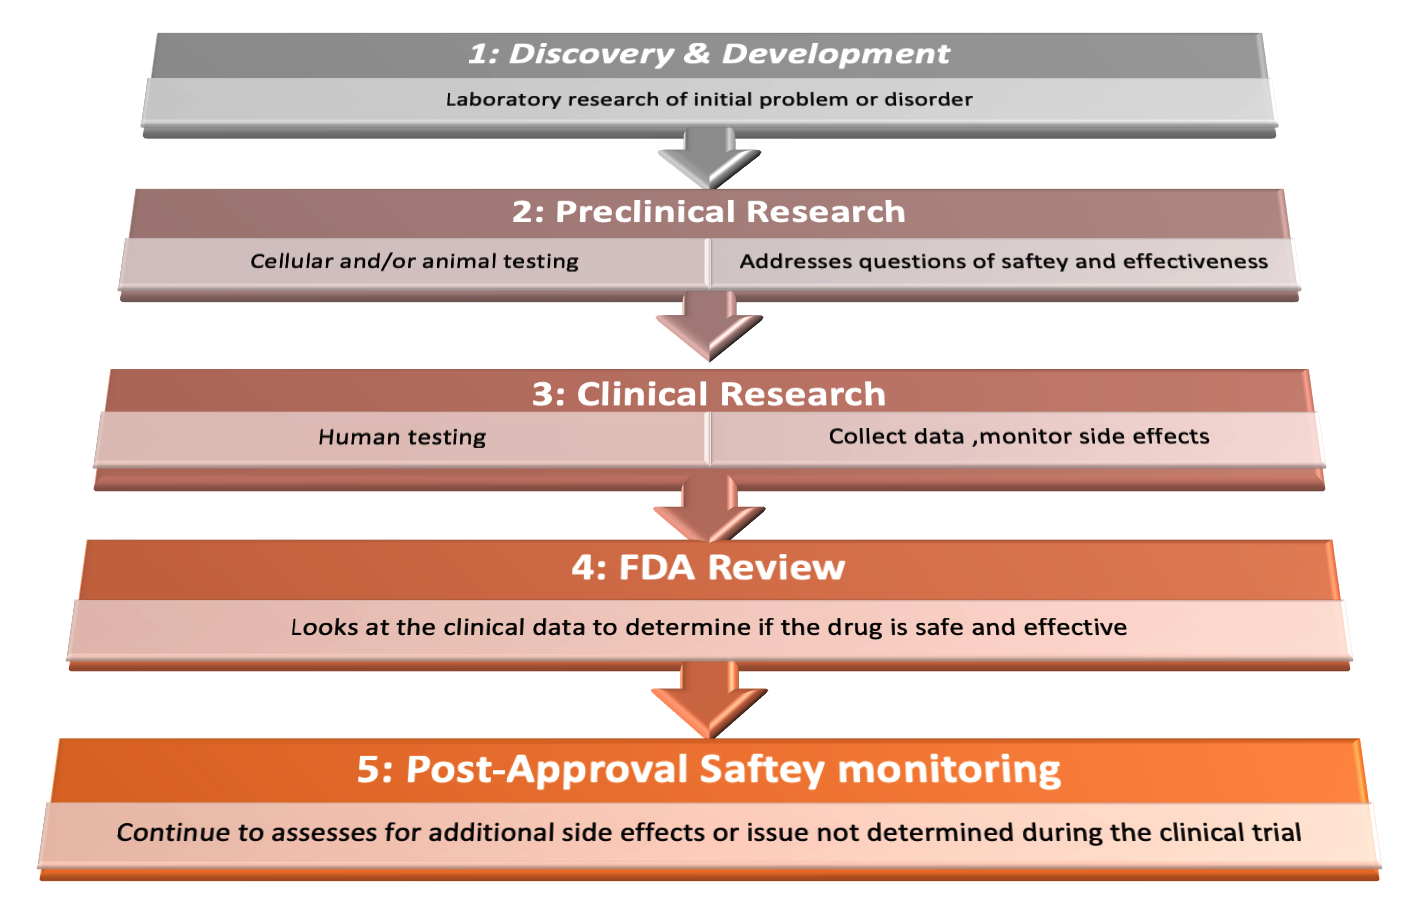 1: Discovery & Development
Laboratory research of initial problem or disorder
2: Preclinical Research
Cellular and/or animal testing
Addresses questions of saftey and effectiveness
3: Clinical Research
Human testing
Collect data ,monitor side effects
4: FDA Review
Looks at the clinical data to determine if the drug is safe and effective
5: Post-Approval Saftey monitoring
Continue to assesses for additional side effects or issue not determined during the clinical trial